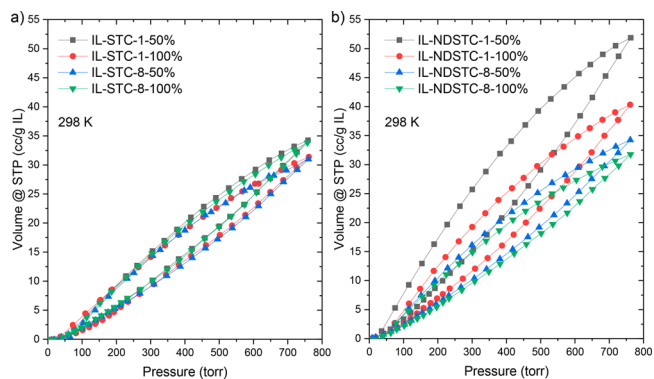 a)
55
50
45
40
35
30
25
20
15
10
5
0
Volume @ STP (cc/g IL)
IL-STC-1-50%
IL-STC-1-100%
IL-STC-8-50%
IL-STC-8-100%
298 K
0 100 200 300 400 500 600 700 800
Pressure (torr)
b)
55
50
45
40
35
30
25
20
15
10
5
0
Volume @ STP (cc/g IL)
IL-NDSTC-1-50%
IL-NDSTC-1-100%
IL-NDSTC-8-50%
IL-NDSTC-8-100%
298 K
0 100 200 300 400 500 600 700 800
Pressure (torr)